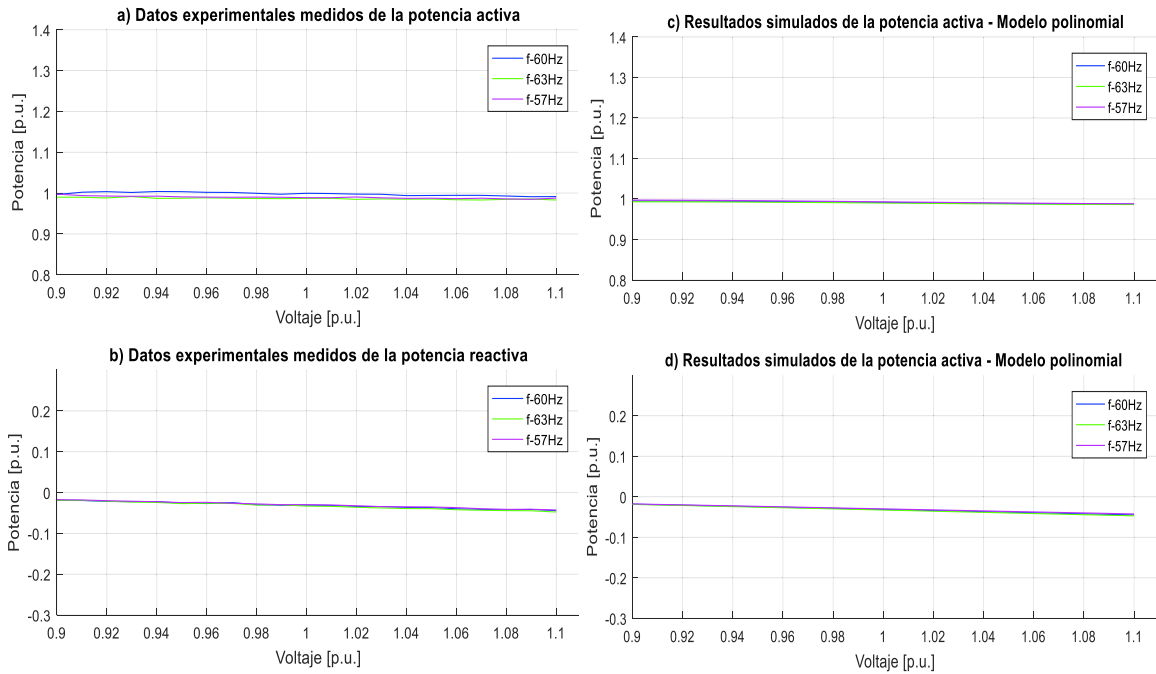 a) Datos experimentales medidos de la potencia activa
1.4
1.3
1.2
1.1
1
0.9
0.8
Potencia [p.u.]
f-60Hz
f-63Hz
f-57Hz
0.9 0.92 0.94 0.96 0.98 1 1.02 1.04 1.06 1.08 1.1
Voltaje [p.u.]
c) Resultados simulados de la potencia activa - Modelo polinomial
1.4
1.3
1.2
1.1
1
0.9
0.8
Potencia [p.u.]
f-60Hz
f-63Hz
f-57Hz
0.9 0.92 0.94 0.96 0.98 1 1.02 1.04 1.06 1.08 1.1
Voltaje [p.u.]
b) Datos experimentales medidos de la potencia reactiva
0.2
0.1
0
-0.1
-0.2
-0.3
Potencia [p.u.]
f-60Hz
f-63Hz
f-57Hz
0.9 0.92 0.94 0.96 0.98 1 1.02 1.04 1.06 1.08 1.1
Voltaje [p.u.]
d) Resultados simulados de la potencia activa - Modelo polinomial
0.2
0.1
0
-0.1
-0.2
-0.3
Potencia [p.u.]
f-60Hz
f-63Hz
f-57Hz
0.9 0.92 0.94 0.96 0.98 1 1.02 1.04 1.06 1.08 1.1
Voltaje [p.u.]